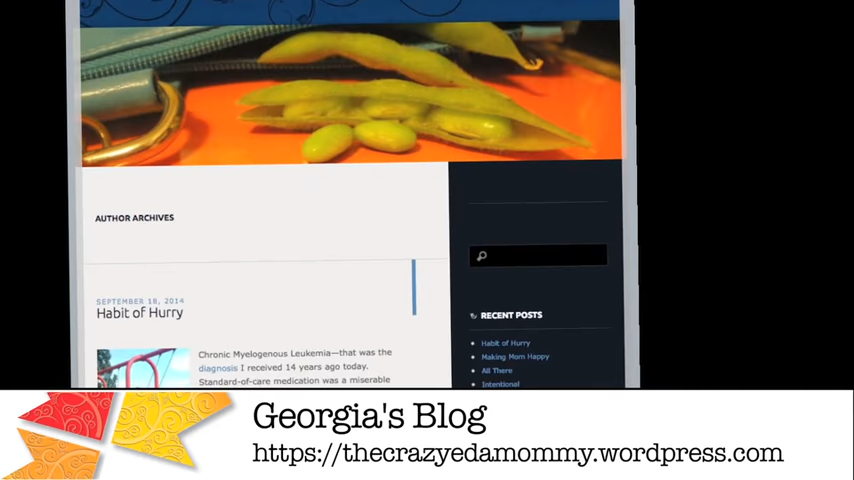 AUTHOR ARCHIVES
SEPTEMBER 18, 2014
Habit of Hurry
Chronic Myelogenous Leukemia—that was the
diagnosis I received 14 years ago today.
Standard-of-care medication was a miserable
RECENT POSTS
Habit of Hurry
Making Mom Happy
All There
Intentional
Georgia's Blog
https://thecrazyedamommy.wordpress.com